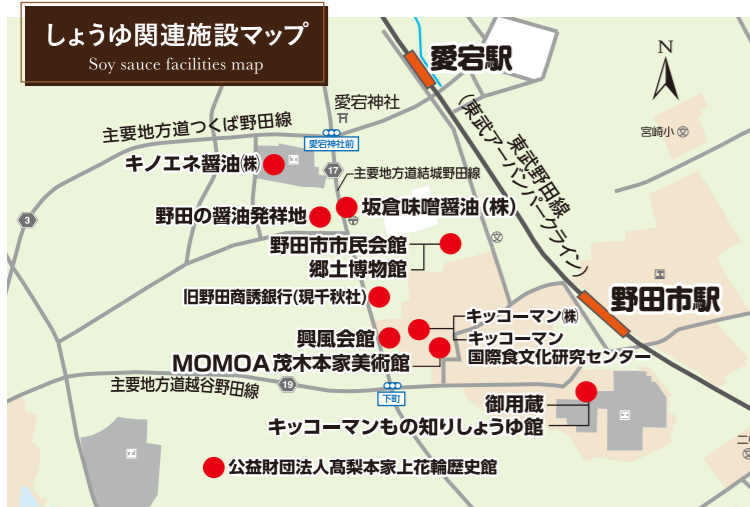 しょうゆ関連施設マップ
Soy sauce facilities map
愛宕駅
N
愛宕神社
主要地方道つくば野田線
愛宕神社前
宮崎小
東武野田線
(東武アーバンパークライン)
キノエネ醤油㈱
17
主要地方道結城野田線
3
野田の醤油発祥地
坂倉味噌醤油(株)
野田市市民会館
郷土博物館
旧野田商誘銀行(現千秋社)
野田市駅
キッコーマン㈱
興風会館
キッコーマン
国際食文化研究センター
MOMOA茂木本家美術館
主要地方道越谷野田線
19
下町
御用蔵
キッコーマンもの知りしょうゆ館
公益財団法人髙梨本家上花輪歴史館